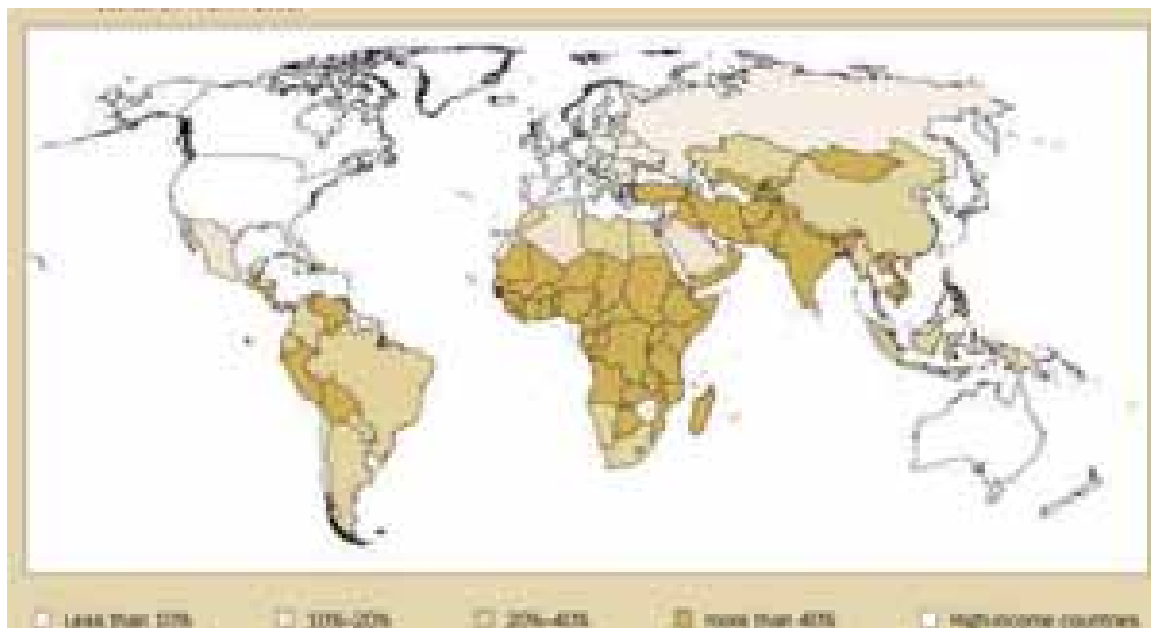 Less than 10%
10%–20%
20%–40%
more than 40%
High-income countries